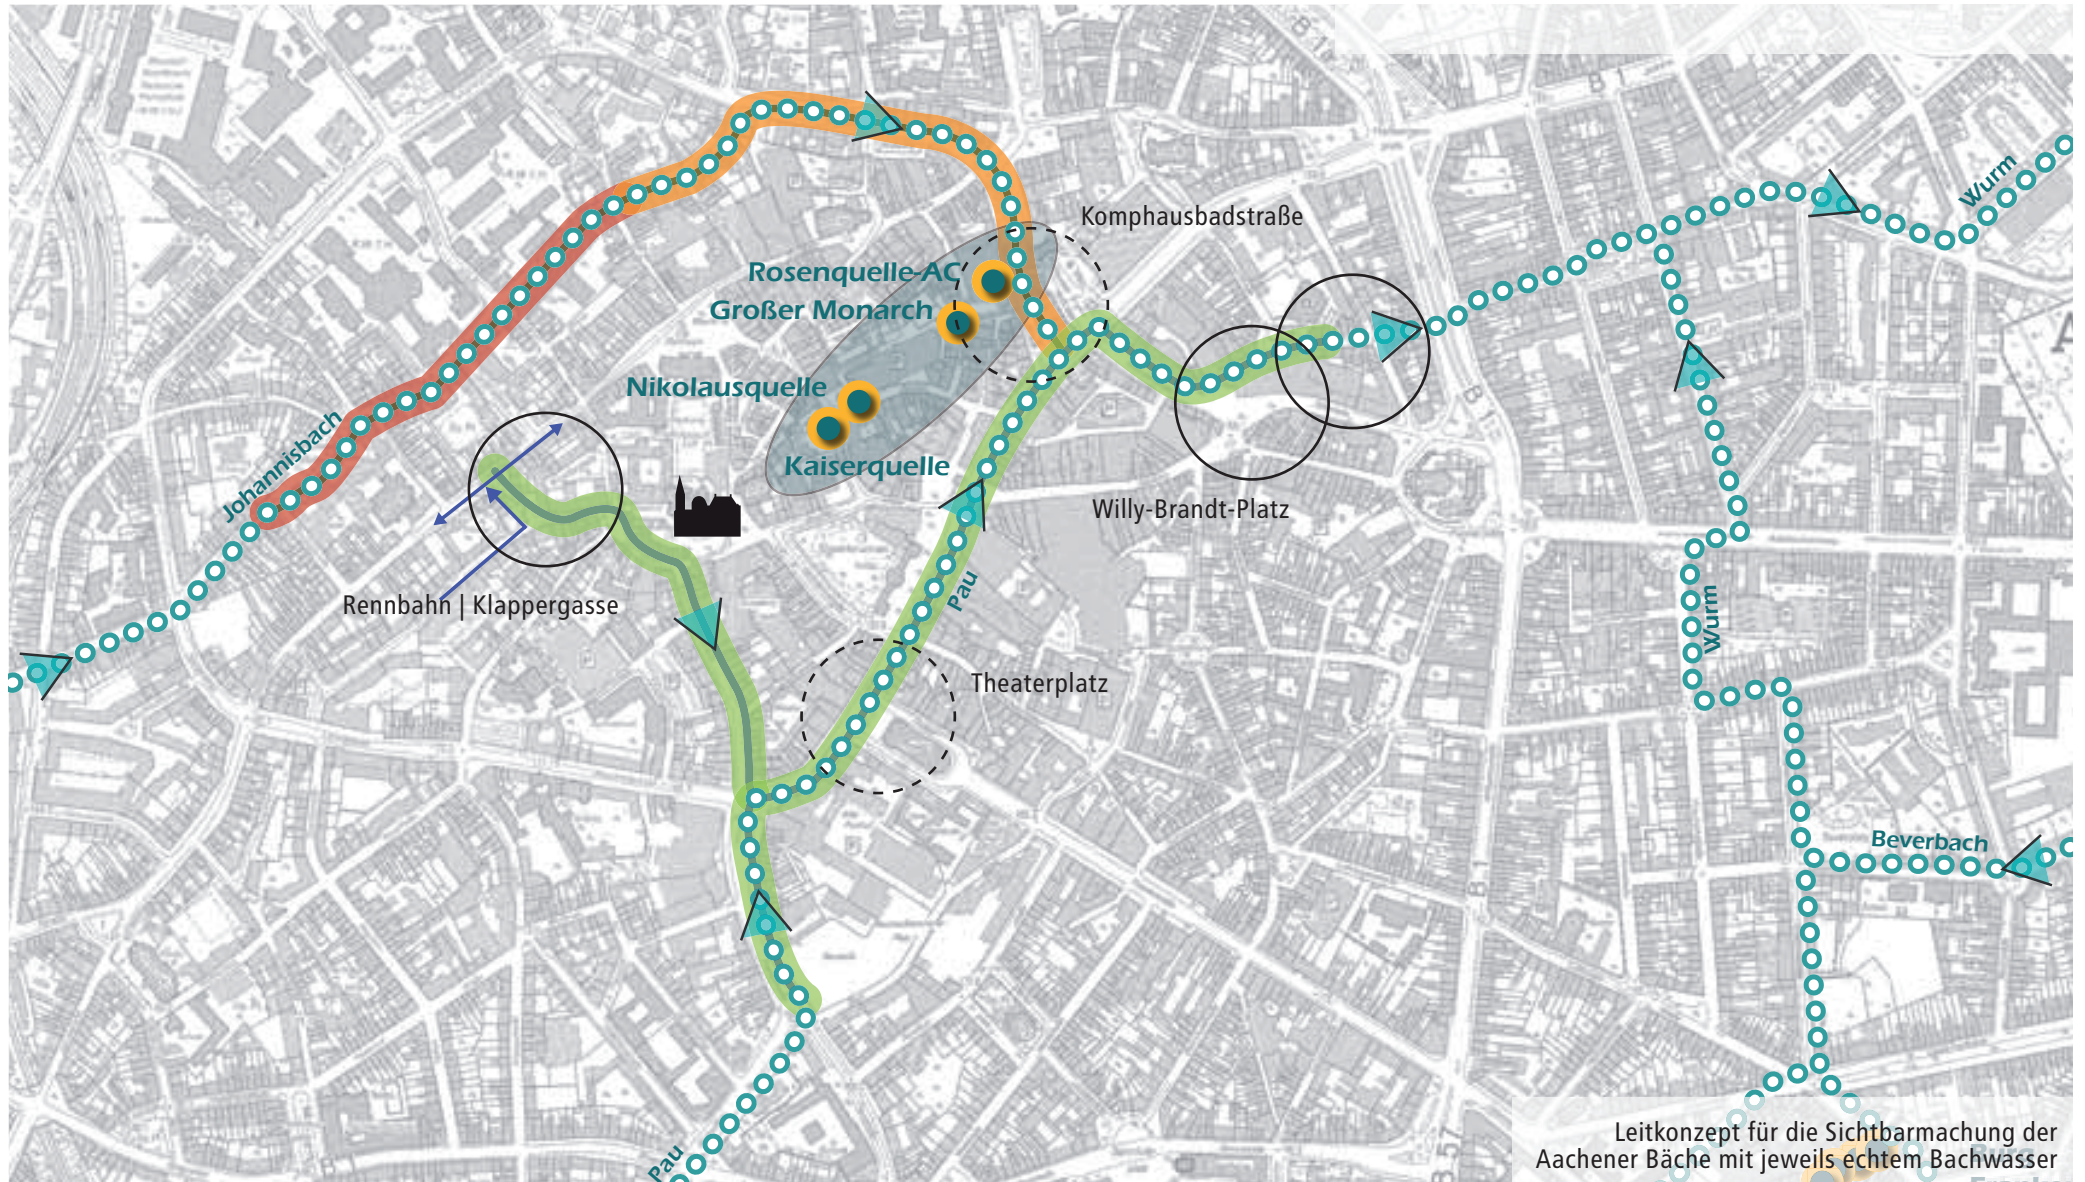 Komphausbadstraße
Wurm
Rosenquelle-AC
Großer Monarch
Nikolausquelle
Kaiserquelle
Johannisbach
Willy-Brandt-Platz
Rennbahn | Klappergasse
Pau
Wurm
Theaterplatz
Beverbach
Pau
Leitkonzept für die Sichtbarmachung der
Aachener Bäche mit jeweils echtem Bachwasser